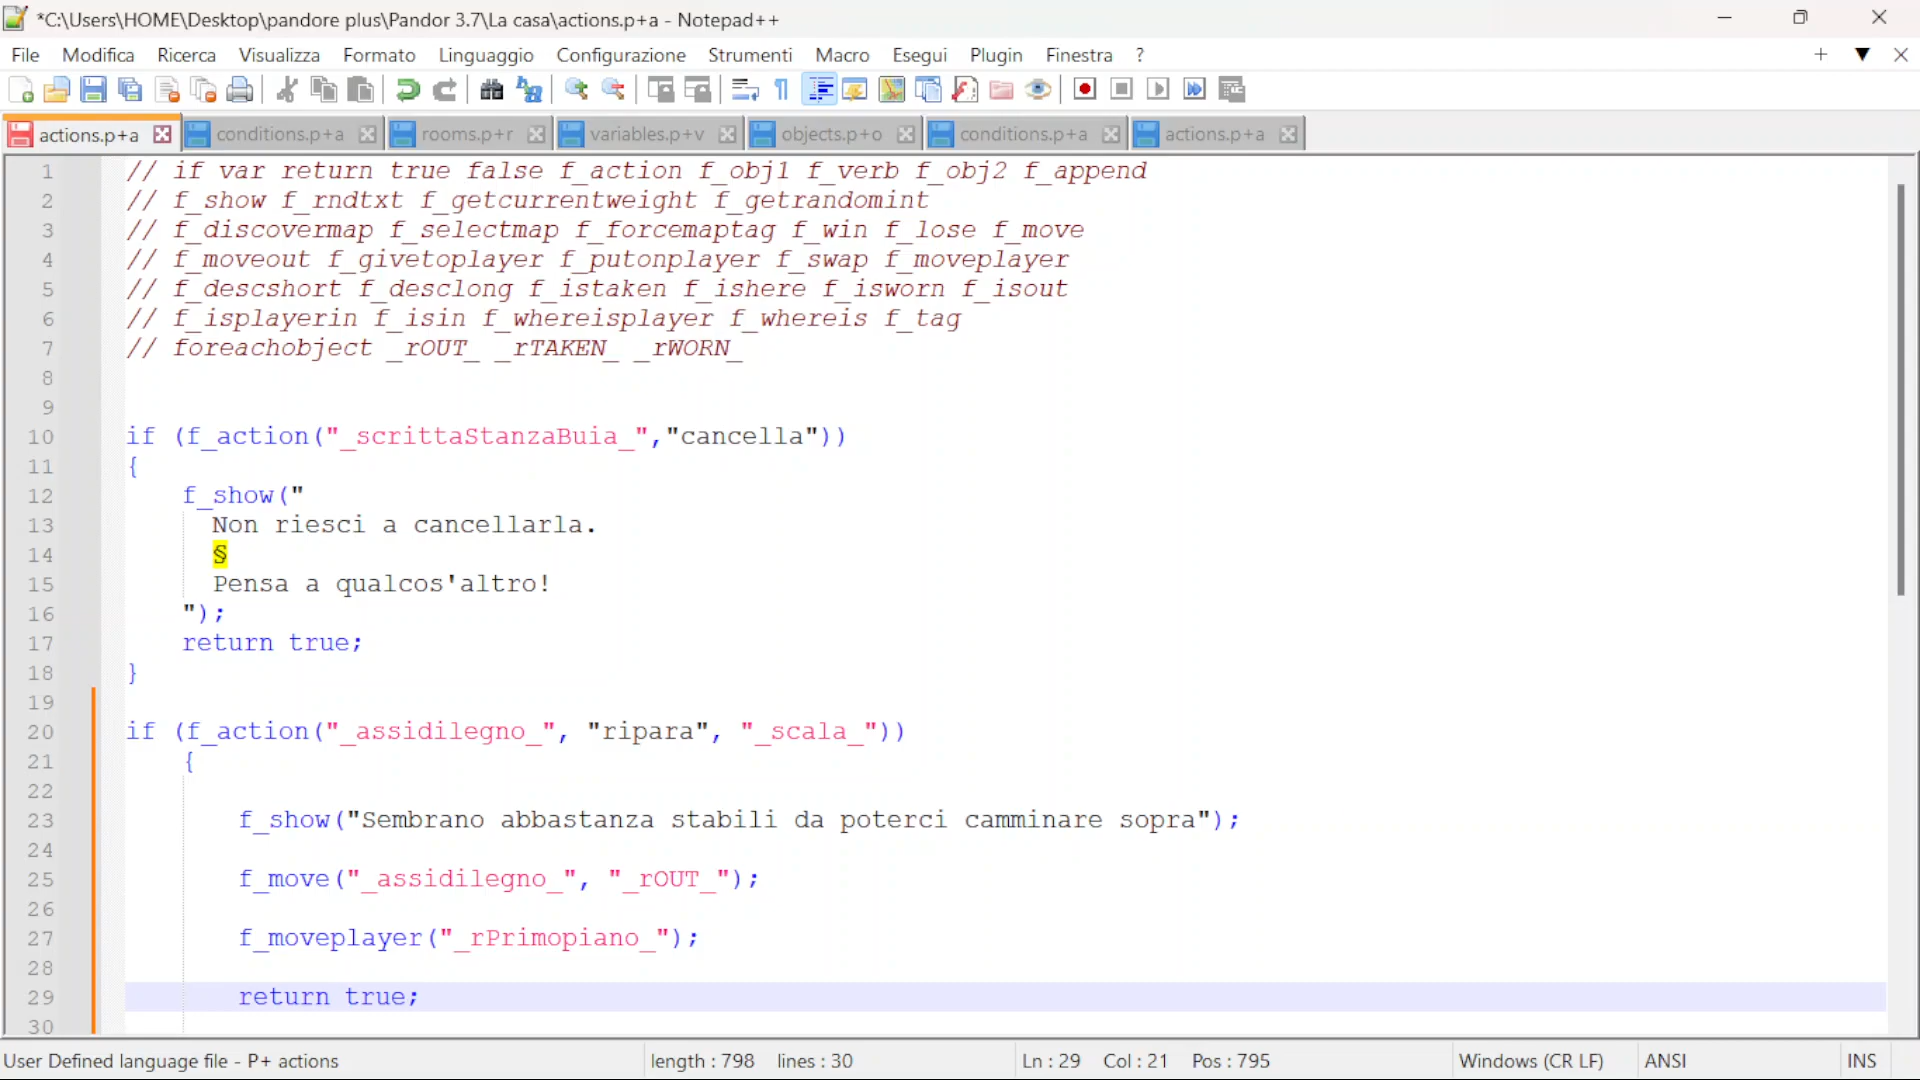 *C:\Users\HOME\Desktop\pandore plus\Pandor 3.7\La casa\actions.p+a - Notepad++
File Modifica Ricerca Visualizza Formato Linguaggio Configurazione Strumenti Macro Esegui Plugin Finestra ?
actions.p+a conditions.p+a rooms.p+r variables.p+v objects.p+o conditions.p+a actions.p+a
1 // if var return true false f_action f_obj1 f_verb f_obj2 f_append
2 // f_show f_rndtxt f_getcurrentweight f_getrandomint
3 // f_discovermap f_selectmap f_forcemaptag f_win f_lose f_move
4 // f_moveout f_givetoplayer f_putonplayer f_swap f_moveplayer
5 // f_descshort f_desclong f_istaken f_ishere f_isworn f_isout
6 // f_isplayerin f_isin f_whereisplayer f_whereis f_tag
7 // foreachobject _rOUT_ _rTAKEN_ _rWORN_
8
9
10 if (f_action("_scrittaStanzaBuia_","cancella"))
11 {
12 f_show("
13 Non riesci a cancellarla.
14 §
15 Pensa a qualcos'altro!
16 ");
17 return true;
18 }
19
20 if (f_action("_assidilegno_", "ripara", "_scala_"))
21 {
22
23 f_show("Sembrano abbastanza stabili da poterci camminare sopra");
24
25 f_move("_assidilegno_", "_rOUT_");
26
27 f_moveplayer("_rPrimopiano_");
28
29 return true;
30
User Defined language file - P+ actions length : 798 lines : 30 Ln : 29 Col : 21 Pos : 795 Windows (CR LF) ANSI INS